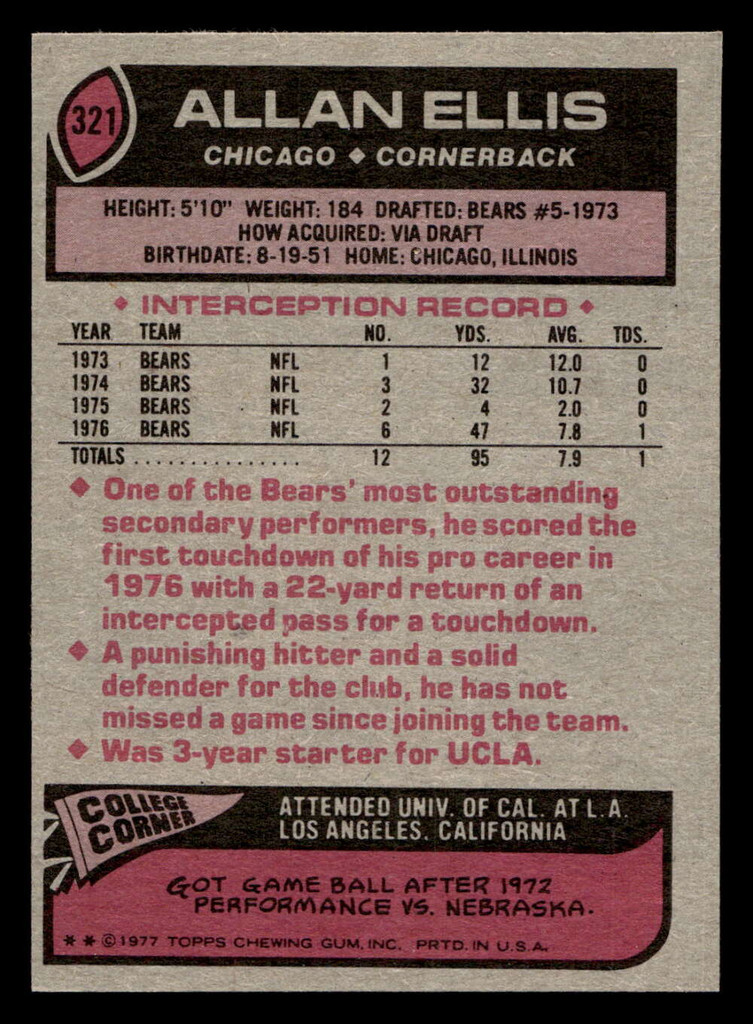 321
ALLAN ELLIS
CHICAGO ◆ CORNERBACK
HEIGHT: 5'10" WEIGHT: 184 DRAFTED: BEARS #5-1973
HOW ACQUIRED: VIA DRAFT
BIRTHDATE: 8-19-51 HOME: CHICAGO, ILLINOIS
◆ INTERCEPTION RECORD ◆
YEAR TEAM NO. YDS. AVG. TDS.
1973 BEARS NFL 1 12 12.0 0
1974 BEARS NFL 3 32 10.7 0
1975 BEARS NFL 2 4 2.0 0
1976 BEARS NFL 6 47 7.8 1
TOTALS ................ 12 95 7.9 1
◆ One of the Bears' most outstanding
secondary performers, he scored the
first touchdown of his pro career in
1976 with a 22-yard return of an
intercepted pass for a touchdown.
◆ A punishing hitter and a solid
defender for the club, he has not
missed a game since joining the team.
◆ Was 3-year starter for UCLA.
COLLEGE
CORNER
ATTENDED UNIV. OF CAL. AT L.A.
LOS ANGELES, CALIFORNIA
GOT GAME BALL AFTER 1972
PERFORMANCE VS. NEBRASKA.
** ©1977 TOPPS CHEWING GUM, INC. PRTD. IN U.S.A.